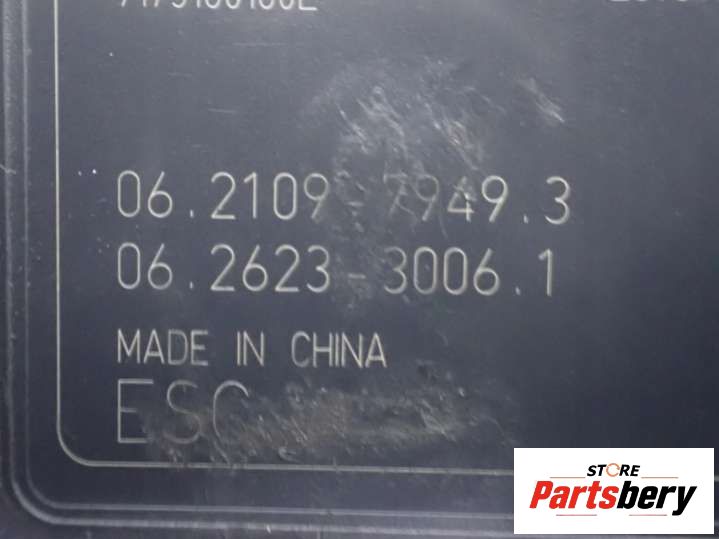 06.2109-7949.3
06.2623-3006.1
MADE IN CHINA
ESC
STORE
Partsbery